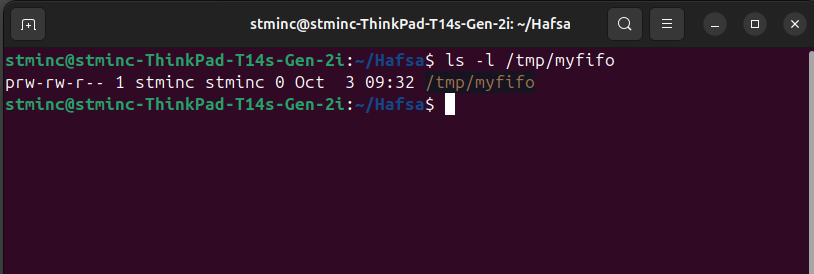 stminc@stminc-ThinkPad-T14s-Gen-2i: ~/Hafsa
stminc@stminc-ThinkPad-T14s-Gen-2i:~/Hafsa$ ls -l /tmp/myfifo
prw-rw-r-- 1 stminc stminc 0 Oct  3 09:32 /tmp/myfifo
stminc@stminc-ThinkPad-T14s-Gen-2i:~/Hafsa$